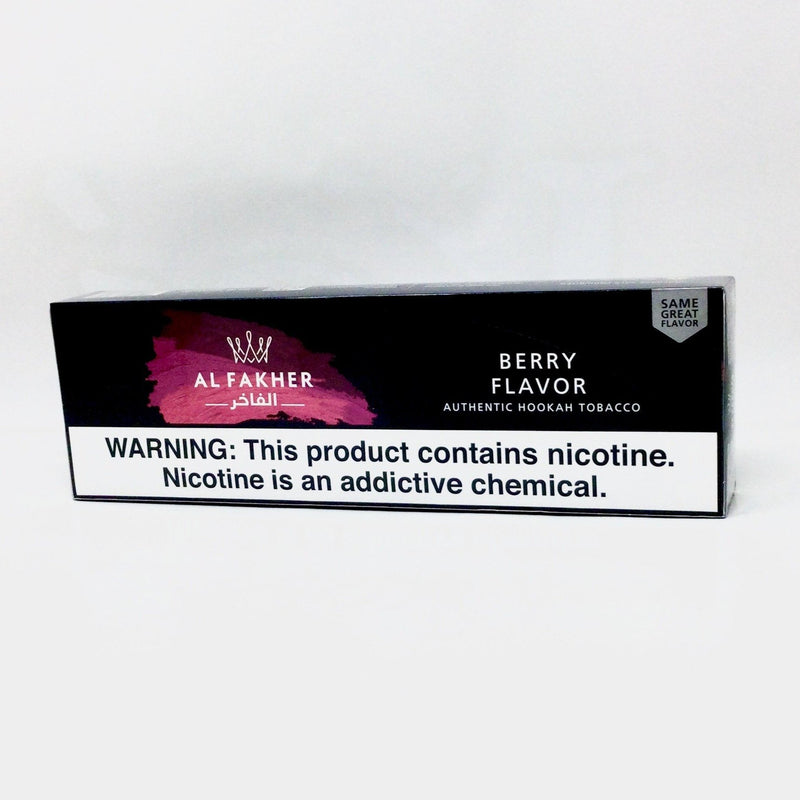 SAME
GREAT
FLAVOR
AL FAKHER
الفاخر
BERRY
FLAVOR
AUTHENTIC HOOKAH TOBACCO
WARNING: This product contains nicotine.
Nicotine is an addictive chemical.